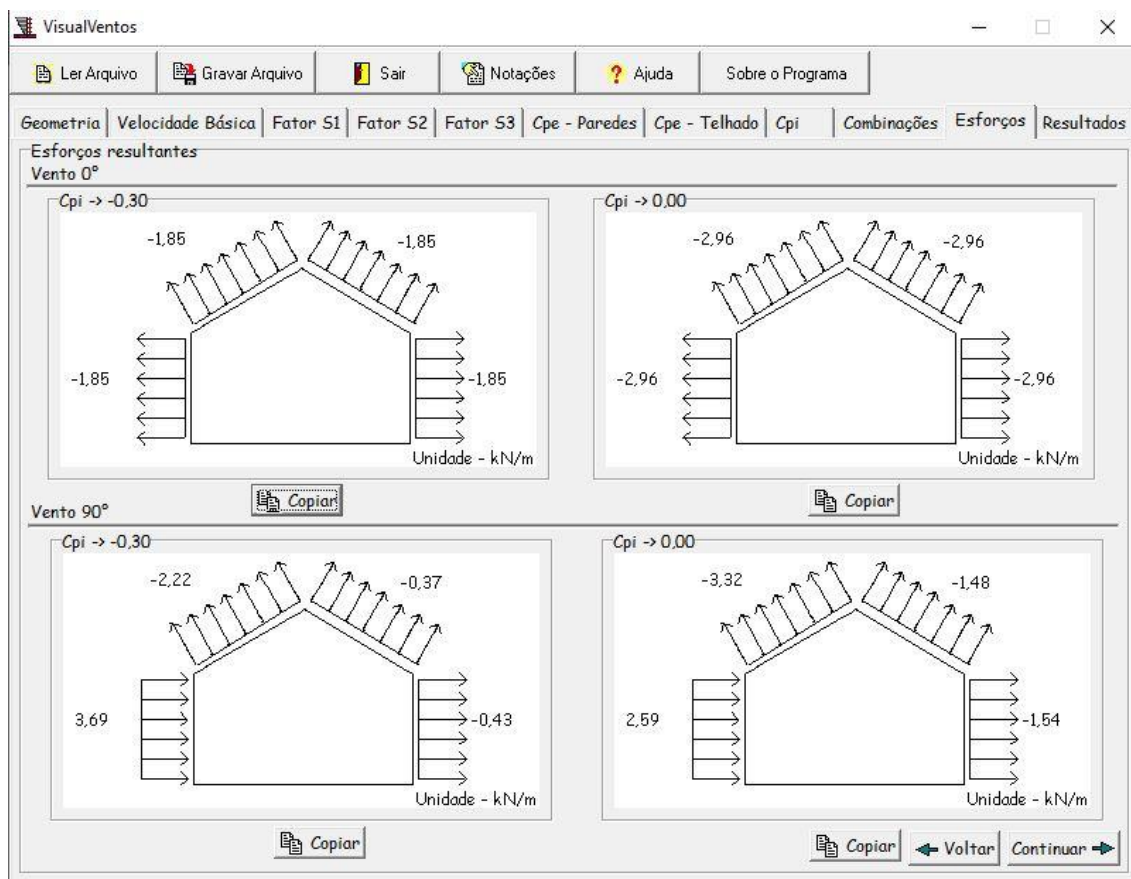 VisualVentos
Ler Arquivo Gravar Arquivo Sair Notações Ajuda Sobre o Programa
Geometria Velocidade Básica Fator S1 Fator S2 Fator S3 Cpe - Paredes Cpe - Telhado Cpi Combinações Esforços Resultados
Esforços resultantes
Vento 0°
Cpi -> -0,30
-1,85 -1,85
-1,85 -1,85
Unidade - kN/m
Copiar
Cpi -> 0,00
-2,96 -2,96
-2,96 -2,96
Unidade - kN/m
Copiar
Vento 90°
Cpi -> -0,30
-2,22 -0,37
3,69 -0,43
Unidade - kN/m
Copiar
Cpi -> 0,00
-3,32 -1,48
2,59 -1,54
Unidade - kN/m
Copiar Voltar Continuar